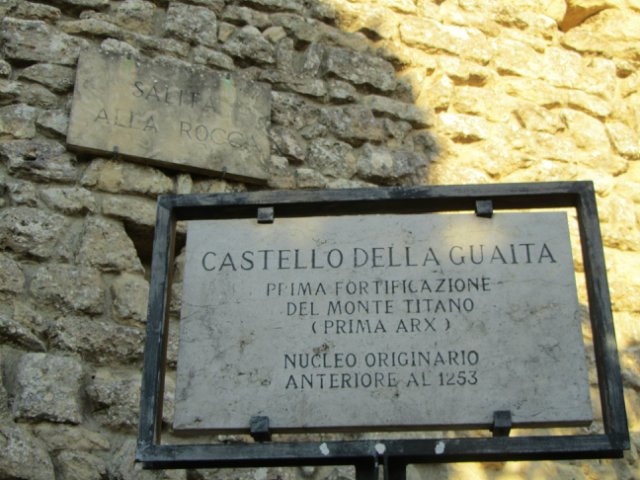 SALITA
ALLA ROCCA
CASTELLO DELLA GUAITA
PRIMA FORTIFICAZIONE
DEL MONTE TITANO
( PRIMA ARX )
NUCLEO ORIGINARIO
ANTERIORE AL 1253